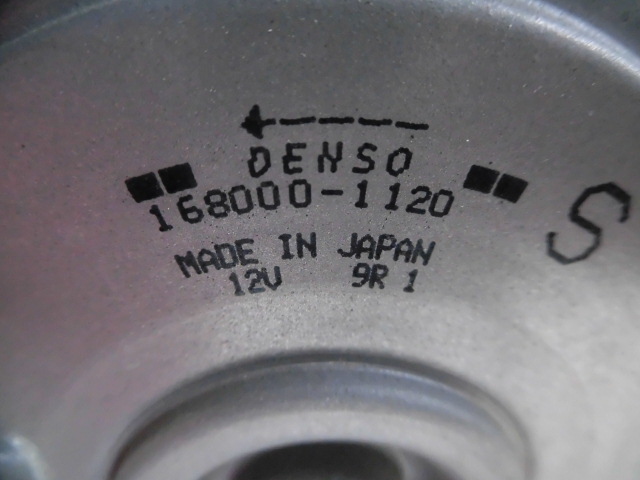 DENSO
168000-1120
S
MADE IN JAPAN
12V 9R 1